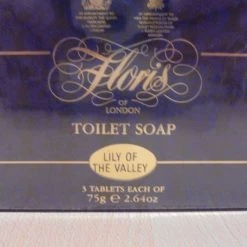 Floris
OF
LONDON
TOILET SOAP
LILY OF
THE VALLEY
3 TABLETS EACH OF
75g ℮ 2.64oz